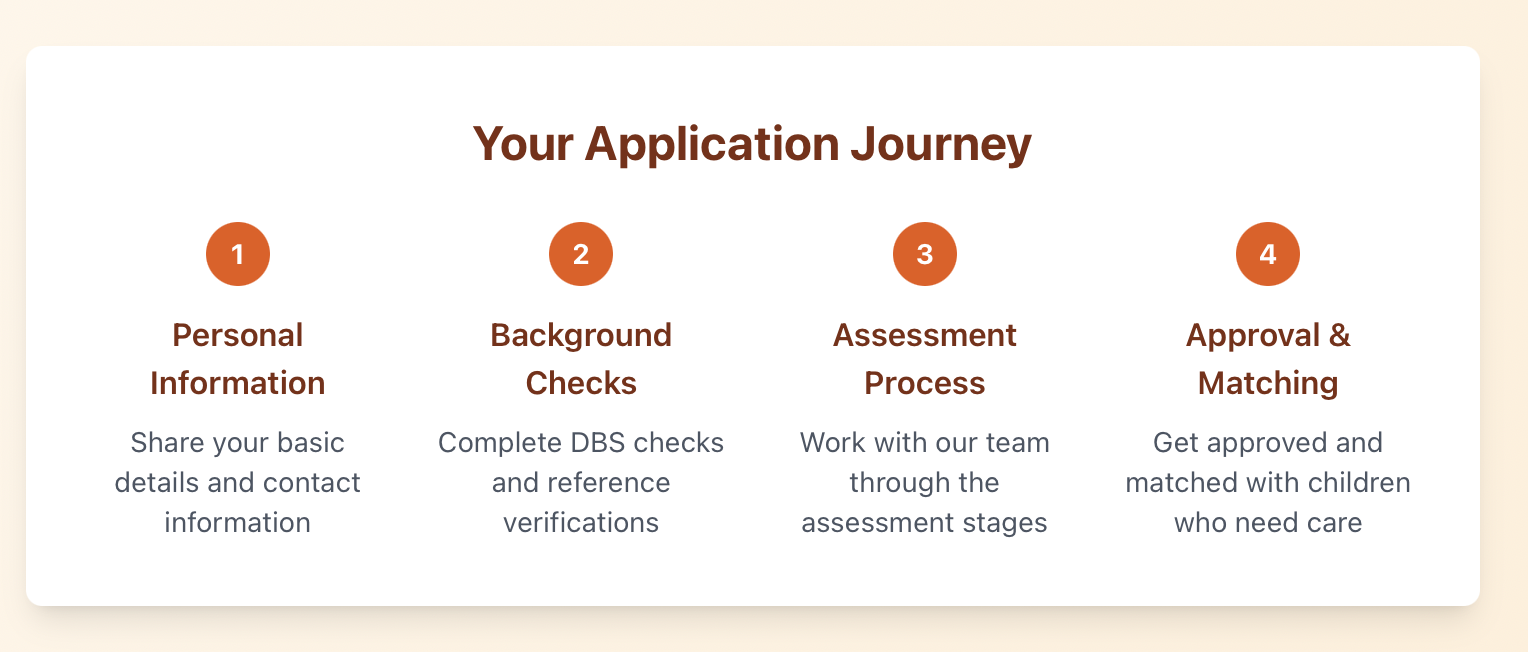 Your Application Journey
1
Personal
Information
Share your basic
details and contact
information
2
Background
Checks
Complete DBS checks
and reference
verifications
3
Assessment
Process
Work with our team
through the
assessment stages
4
Approval &
Matching
Get approved and
matched with children
who need care